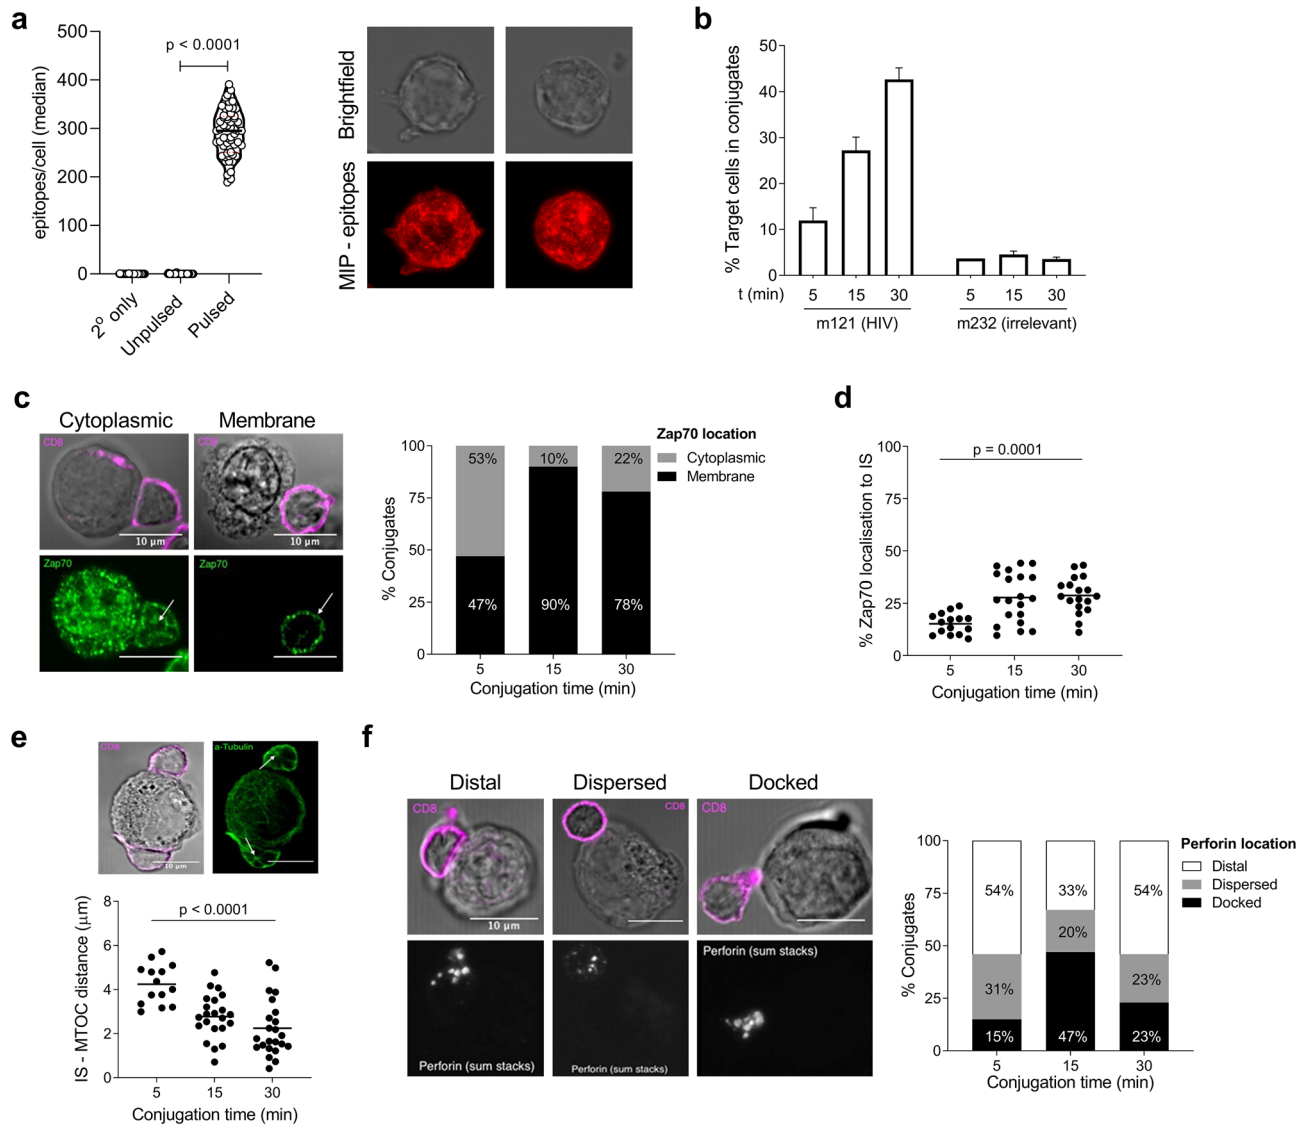 a
epitopes/cell (median)
500
400
300
200
100
0
p < 0.0001
2° only
Unpulsed
Pulsed
Brightfield
MIP - epitopes
b
% Target cells in conjugates
50
40
30
20
10
0
t (min)
5 15 30 5 15 30
m121 (HIV) m232 (irrelevant)
c
Cytoplasmic Membrane
CD8 CD8
10 µm 10 µm
Zap70 Zap70
% Conjugates
100
75
50
25
0
53% 10% 22%
47% 90% 78%
5 15 30
Conjugation time (min)
Zap70 location
Cytoplasmic
Membrane
d
% Zap70 localisation to IS
100
75
50
25
0
p = 0.0001
5 15 30
Conjugation time (min)
e
CD8 a-Tubulin
10 µm
IS - MTOC distance (µm)
8
6
4
2
0
p < 0.0001
5 15 30
Conjugation time (min)
f
Distal Dispersed Docked
CD8 CD8 CD8
10 µm
Perforin (sum stacks)
Perforin (sum stacks)
Perforin (sum stacks)
% Conjugates
100
75
50
25
0
54% 33% 54%
31% 20% 23%
15% 47% 23%
5 15 30
Conjugation time (min)
Perforin location
Distal
Dispersed
Docked